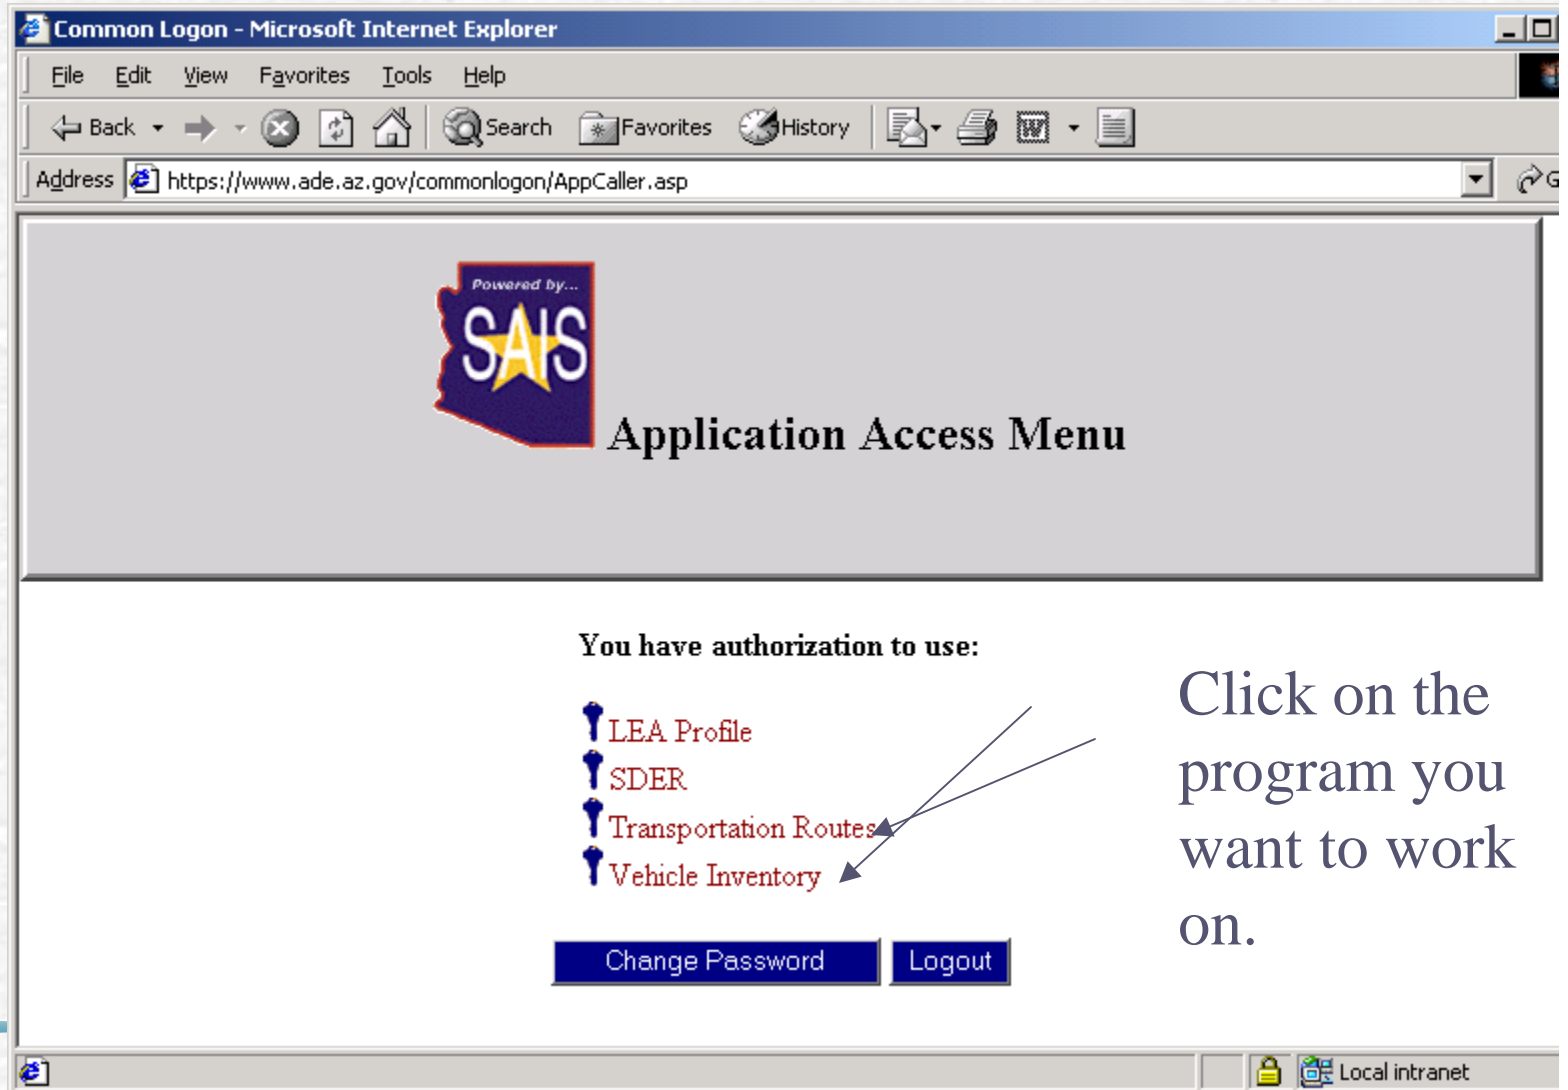 Common Logon - Microsoft Internet Explorer
File Edit View Favorites Tools Help
Back Search Favorites History
Address https://www.ade.az.gov/commonlogon/AppCaller.asp
Powered by...
SAIS
Application Access Menu
You have authorization to use:
LEA Profile
SDER
Transportation Routes
Vehicle Inventory
Click on the
program you
want to work
on.
Change Password Logout
Local intranet